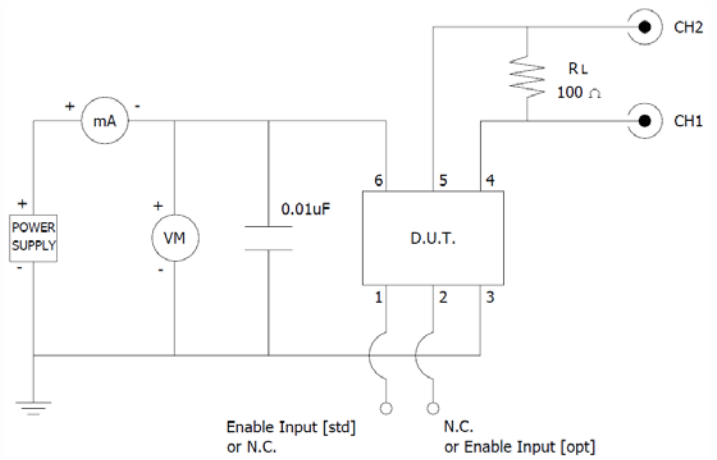 CH2
RL
100 Ω
CH1
+ -
mA
6 5 4
+
POWER
SUPPLY
-
+
VM
-
0.01uF
D.U.T.
1 2 3
Enable Input [std]
or N.C.
N.C.
or Enable Input [opt]